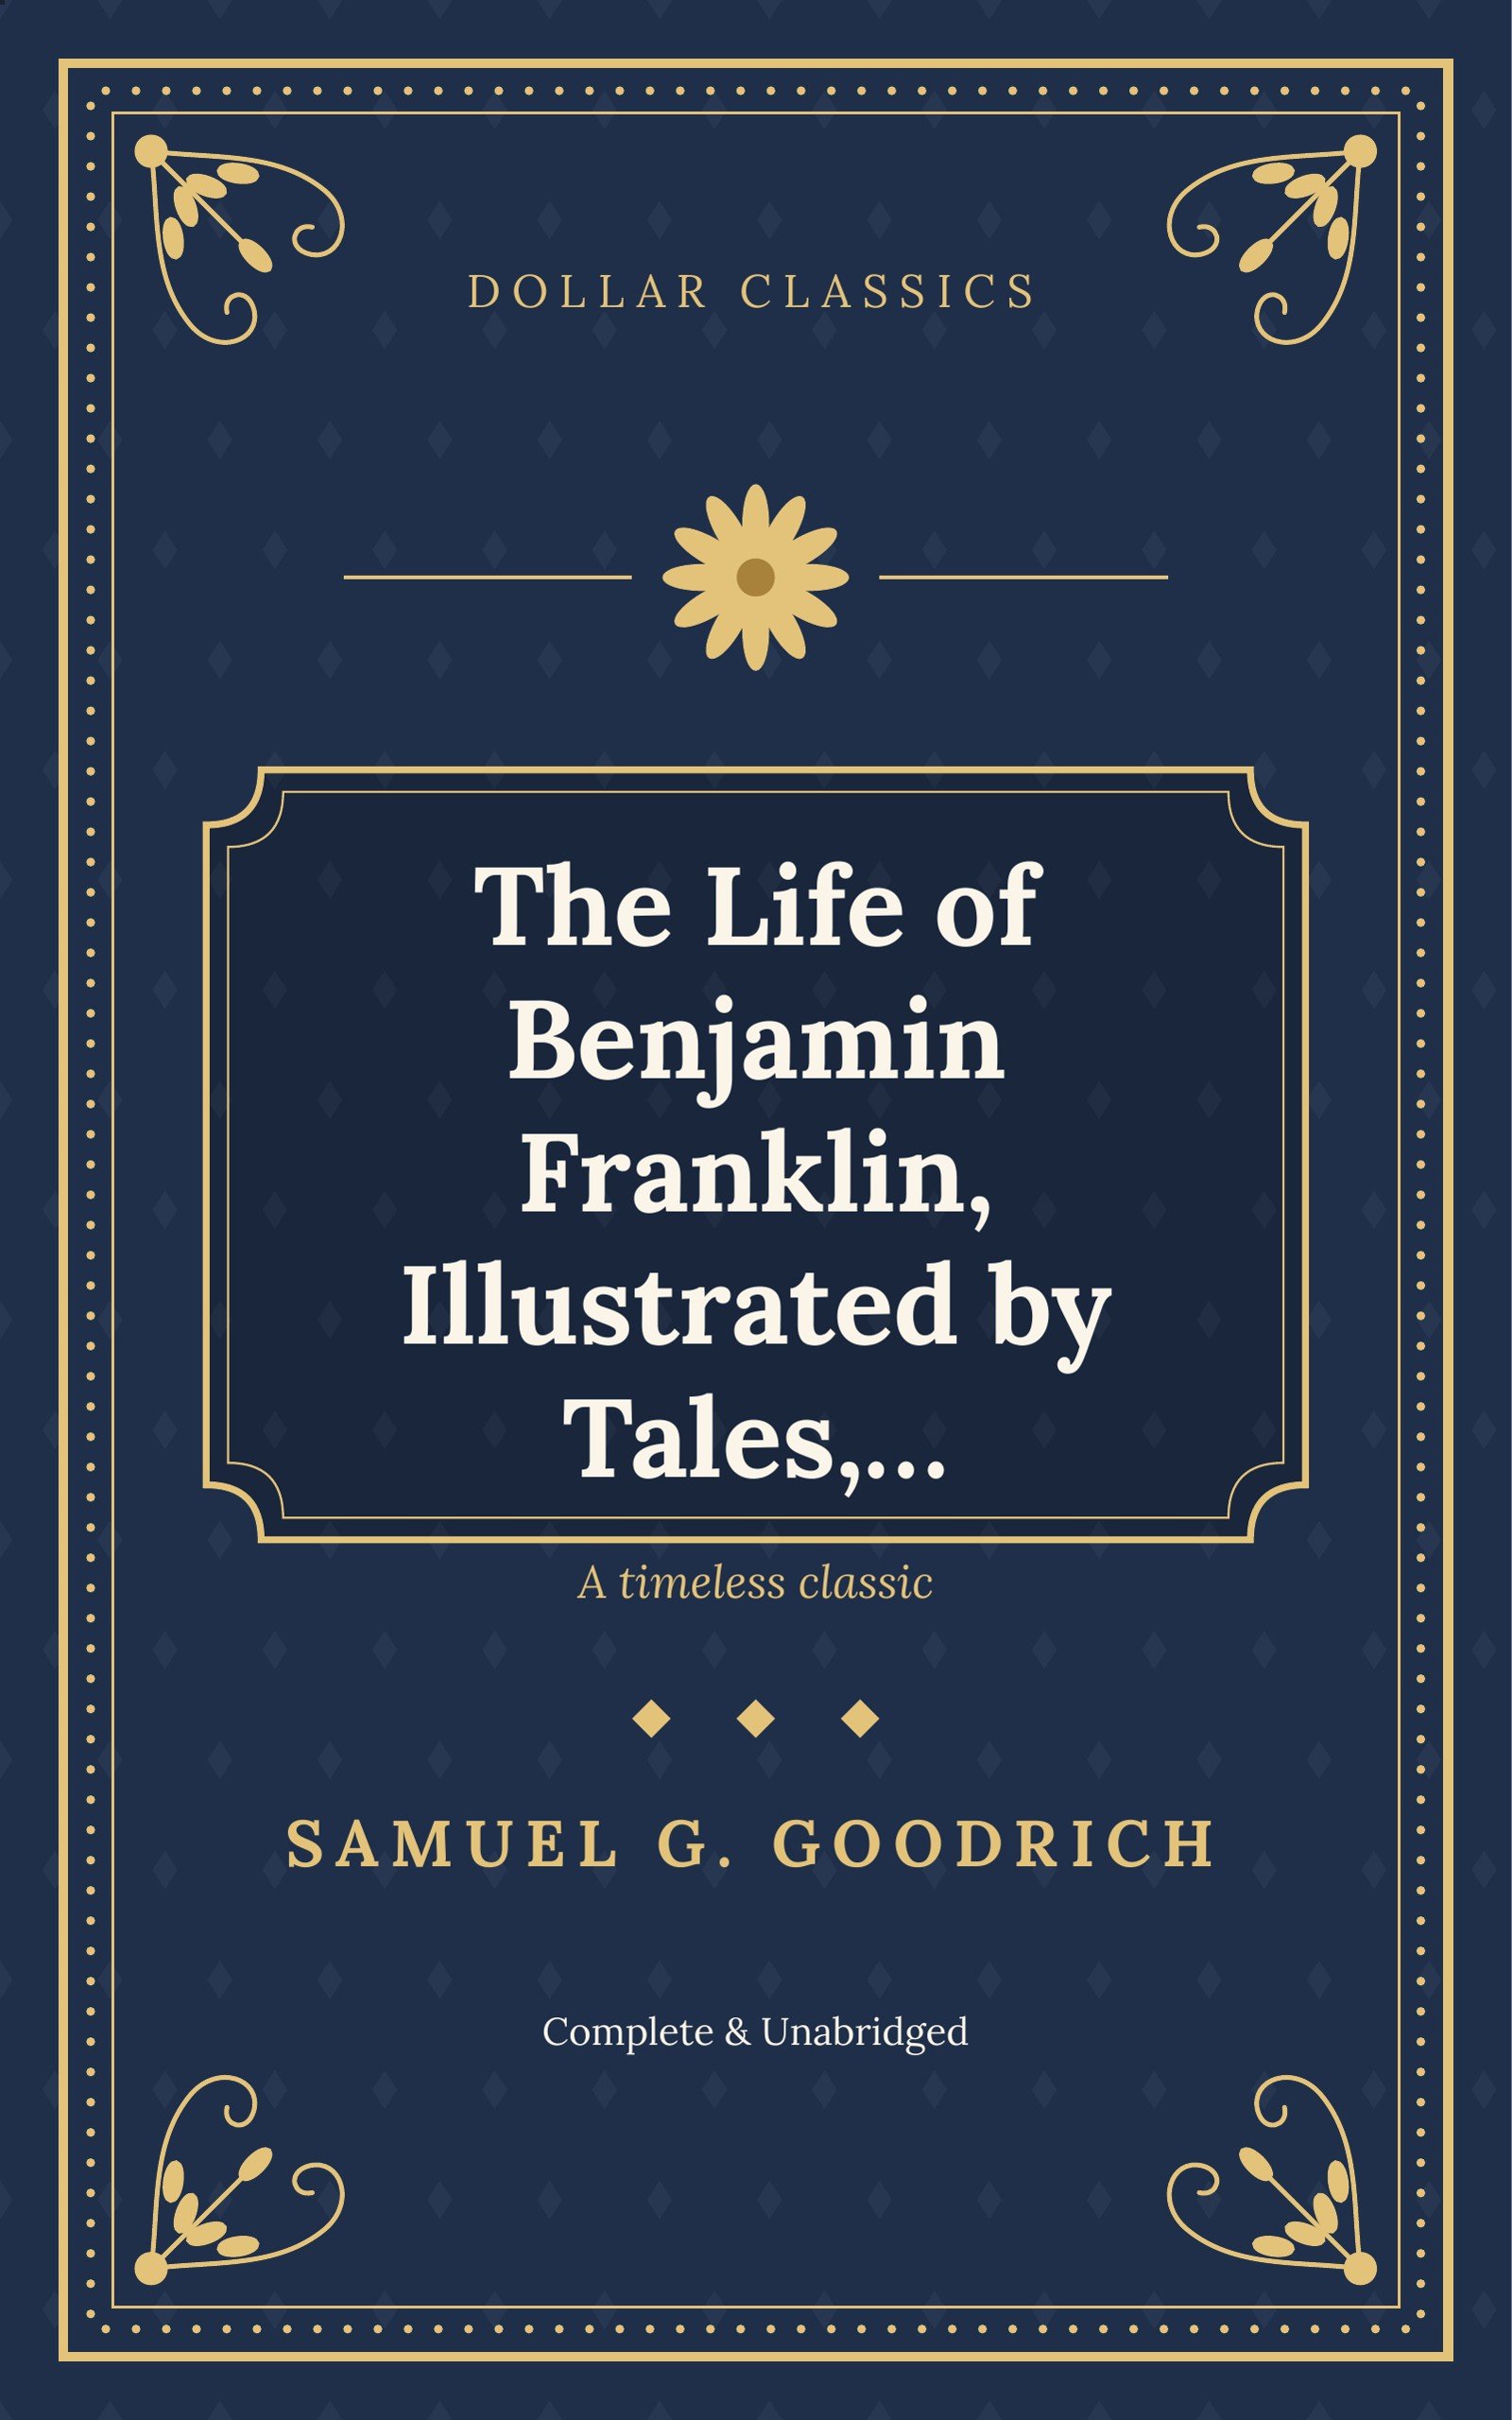 DOLLAR CLASSICS
The Life of
Benjamin
Franklin,
Illustrated by
Tales,...
A timeless classic
SAMUEL G. GOODRICH
Complete & Unabridged